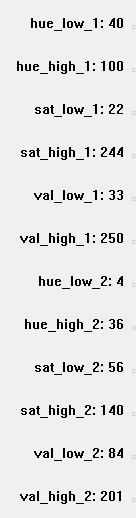 hue_low_1: 40
hue_high_1: 100
sat_low_1: 22
sat_high_1: 244
val_low_1: 33
val_high_1: 250
hue_low_2: 4
hue_high_2: 36
sat_low_2: 56
sat_high_2: 140
val_low_2: 84
val_high_2: 201